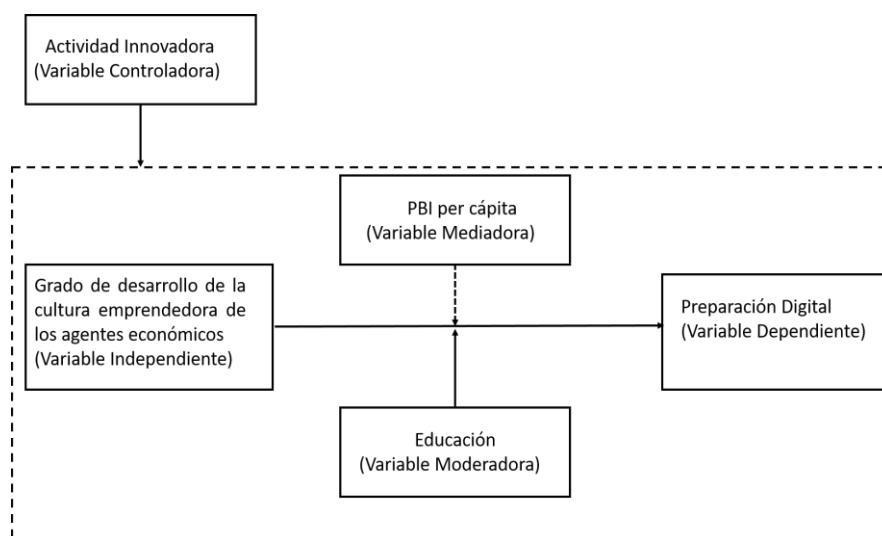 Actividad Innovadora
(Variable Controladora)
PBI per cápita
(Variable Mediadora)
Grado de desarrollo de la
cultura emprendedora de
los agentes económicos
(Variable Independiente)
Preparación Digital
(Variable Dependiente)
Educación
(Variable Moderadora)